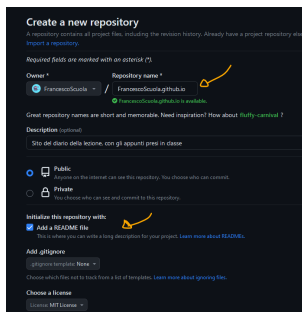 Create a new repository
A repository contains all project files, including the revision history. Already have a project repository else
Import a repository.
Required fields are marked with an asterisk (*).
Owner * Repository name *
FrancescoScuola / FrancescoScuola.github.io
FrancescoScuola.github.io is available.
Great repository names are short and memorable. Need inspiration? How about fluffy-carnival ?
Description (optional)
Sito del diario della lezione, con gli appunti presi in classe
Public
Anyone on the internet can see this repository. You choose who can commit.
Private
You choose who can see and commit to this repository.
Initialize this repository with:
Add a README file
This is where you can write a long description for your project. Learn more about READMEs.
Add .gitignore
.gitignore template: None
Choose which files not to track from a list of templates. Learn more about ignoring files.
Choose a license
License: MIT License